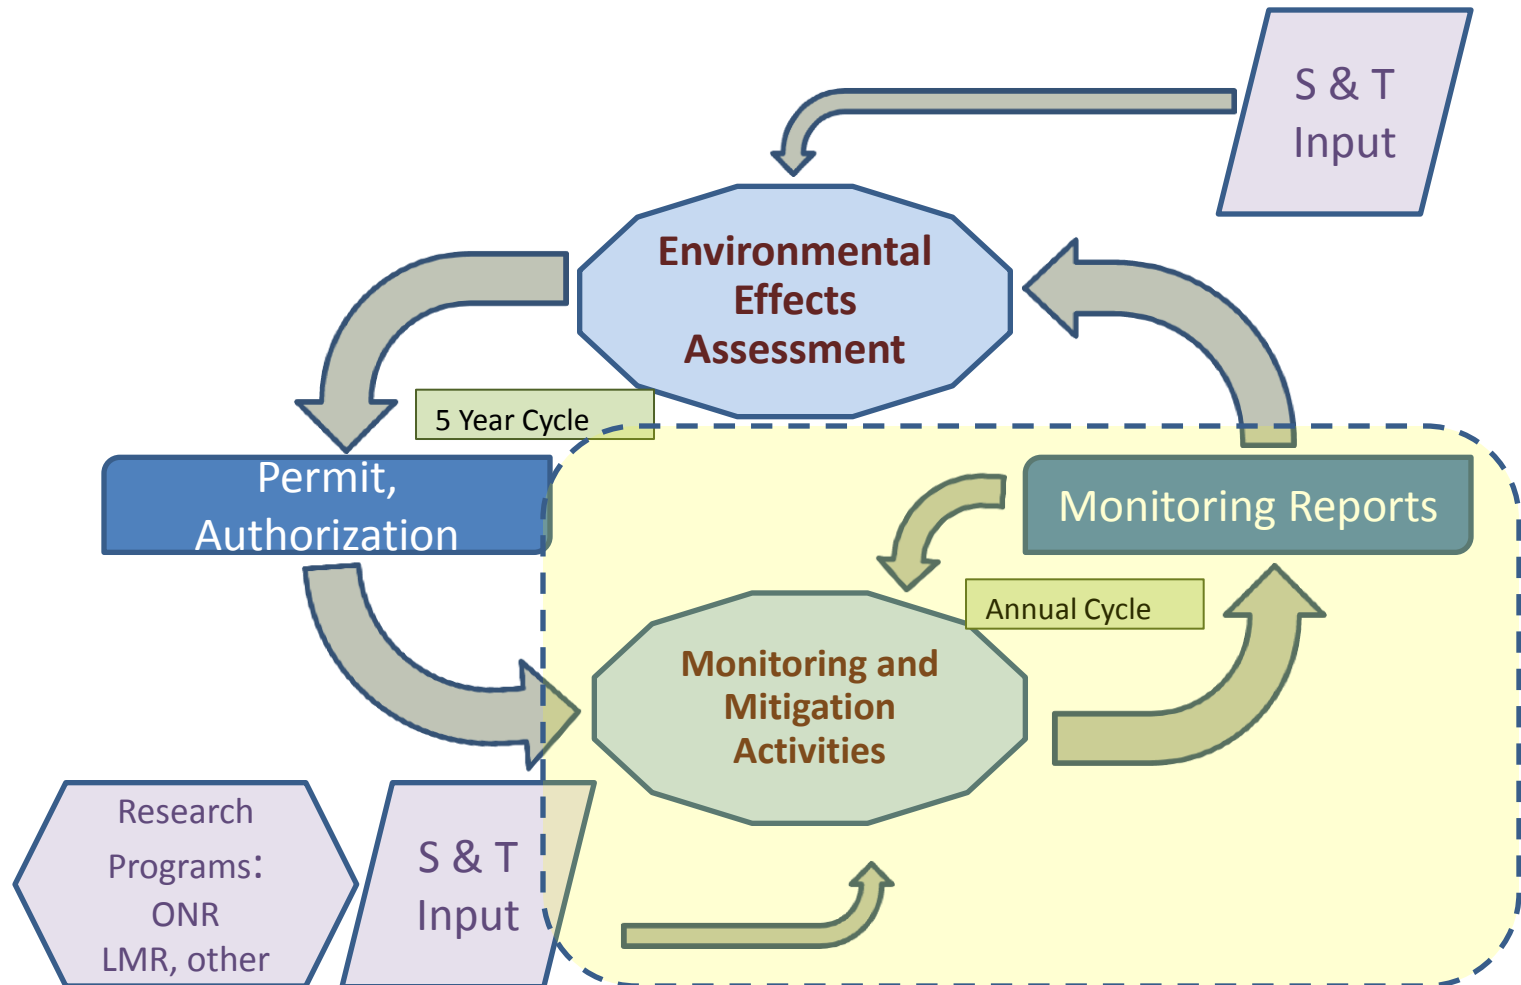 S & T
Input
Environmental
Effects
Assessment
5 Year Cycle
Permit,
Authorization
Monitoring Reports
Annual Cycle
Monitoring and
Mitigation
Activities
Research
Programs:
ONR
LMR, other
S & T
Input